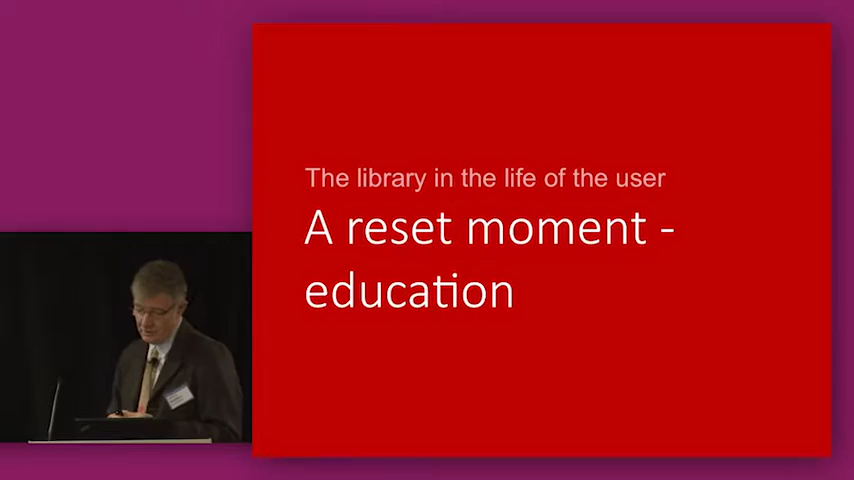 The library in the life of the user
A reset moment -
education